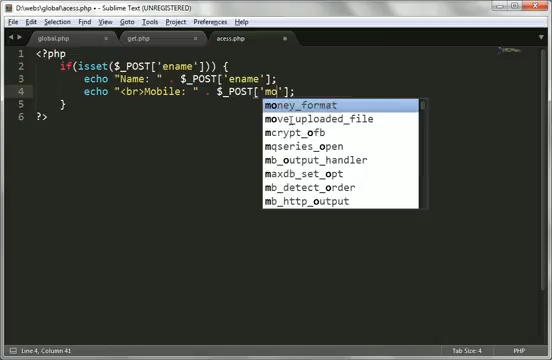 D:\webs\global\acess.php • - Sublime Text (UNREGISTERED)
File Edit Selection Find View Goto Tools Project Preferences Help
global.php × get.php × acess.php
1 <?php
2 if(isset($_POST['ename'])) {
3 echo "Name: " . $_POST['ename'];
4 echo "<br>Mobile: " . $_POST['mo'];
5 }
6 ?>
money_format
move_uploaded_file
mcrypt_ofb
mqseries_open
mb_output_handler
maxdb_set_opt
mb_detect_order
mb_http_output
Line 4, Column 41 Tab Size: 4 PHP